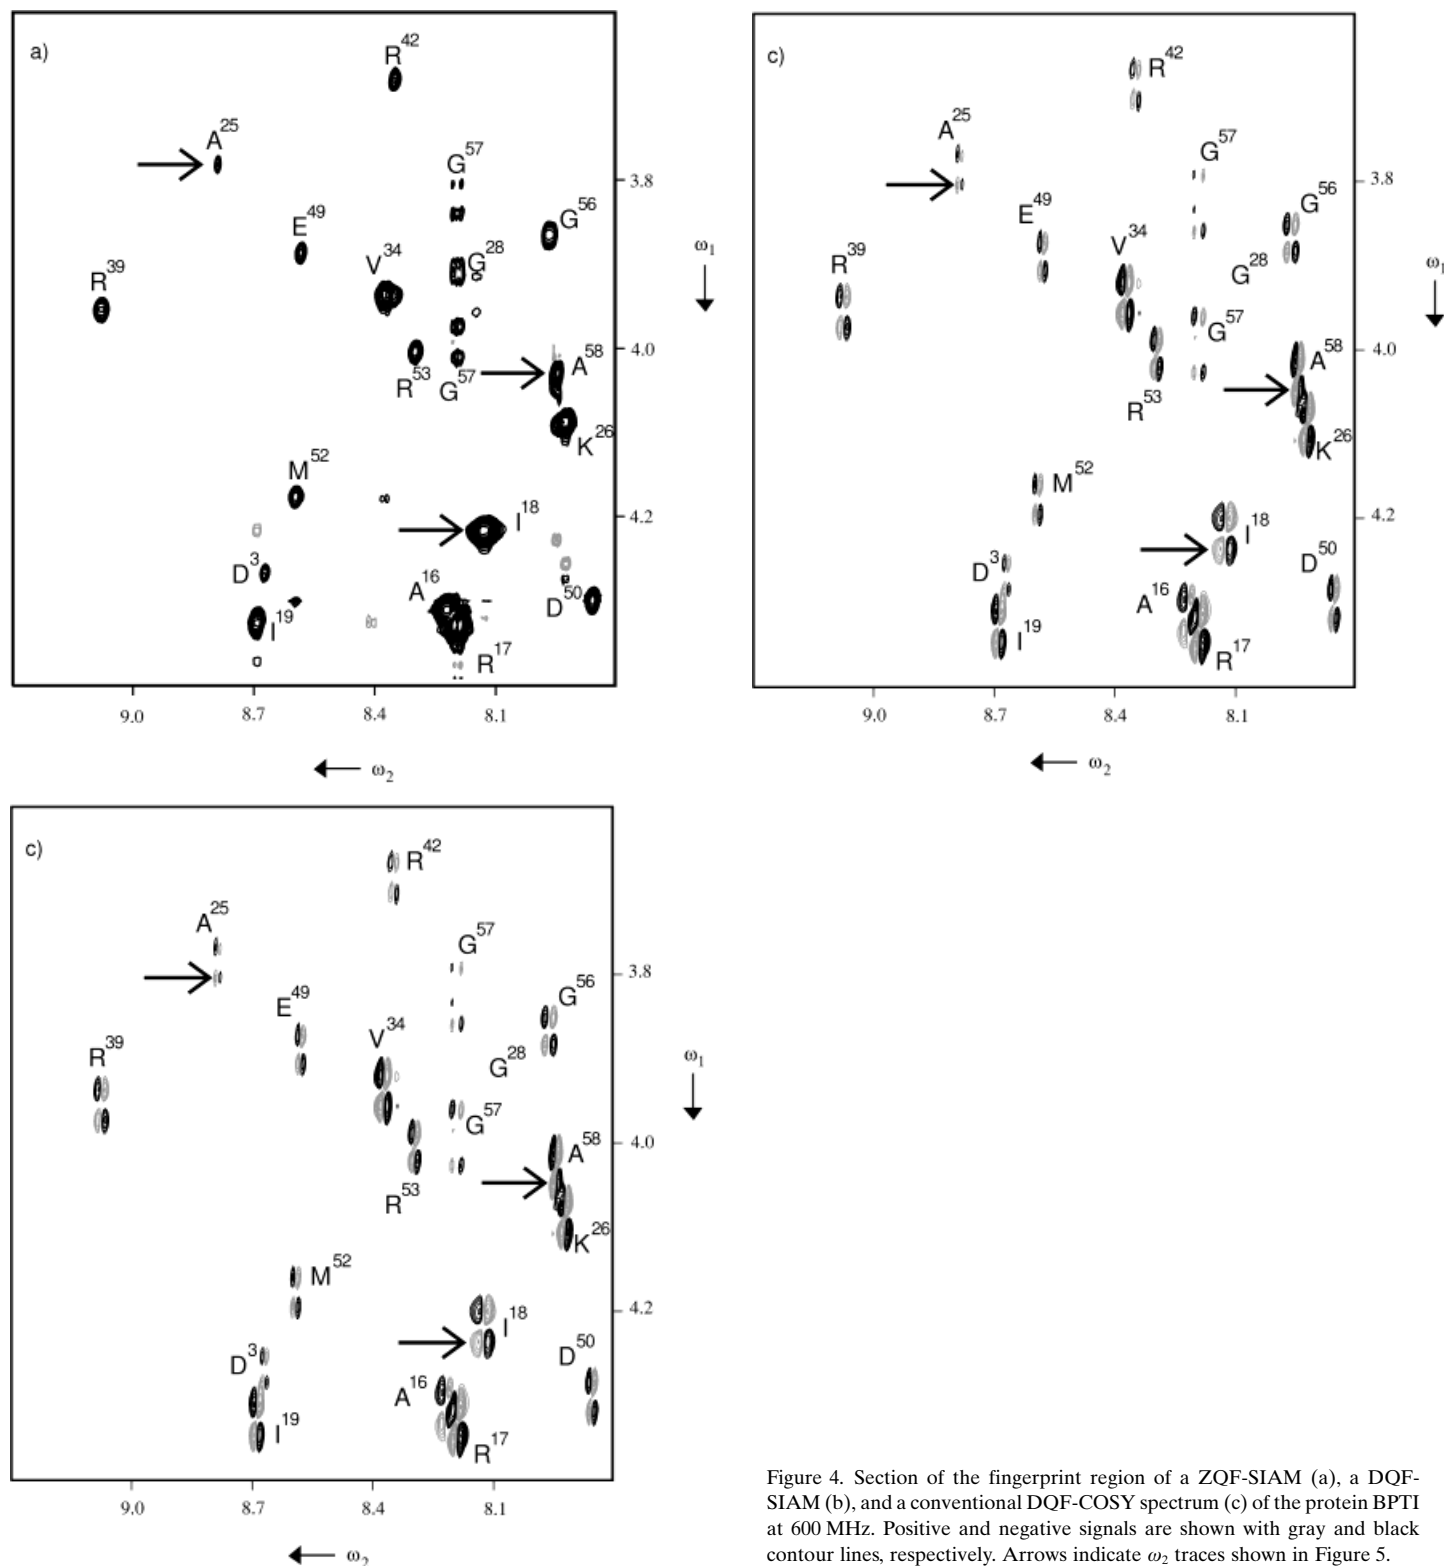 a)
R42
A25
G57
3.8
E49
G56
V34
G28
R39
ω1
4.0
R53
G57
A58
K26
M52
I18
4.2
D3
A16
D50
I19
R17
9.0
8.7
8.4
8.1
ω2
c)
R42
A25
G57
3.8
E49
G56
V34
R39
G28
ω1
G57
4.0
A58
R53
K26
M52
I18
4.2
D3
D50
A16
I19
R17
9.0
8.7
8.4
8.1
ω2
c)
R42
A25
G57
3.8
E49
G56
V34
R39
G28
ω1
G57
4.0
A58
R53
K26
M52
I18
4.2
D3
D50
A16
I19
R17
9.0
8.7
8.4
8.1
ω2
Figure 4. Section of the fingerprint region of a ZQF-SIAM (a), a DQF-
SIAM (b), and a conventional DQF-COSY spectrum (c) of the protein BPTI
at 600 MHz. Positive and negative signals are shown with gray and black
contour lines, respectively. Arrows indicate ω2 traces shown in Figure 5.